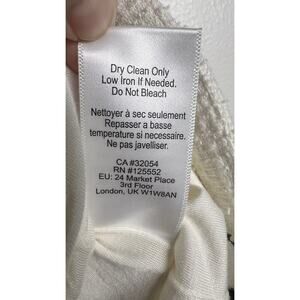 Dry Clean Only
Low Iron If Needed.
Do Not Bleach
Nettoyer à sec seulement
Repasser a basse
temperature si necessaire.
Ne pas javelliser.
CA #32054
RN #125552
EU: 24 Market Place
3rd Floor
London, UK W1W8AN